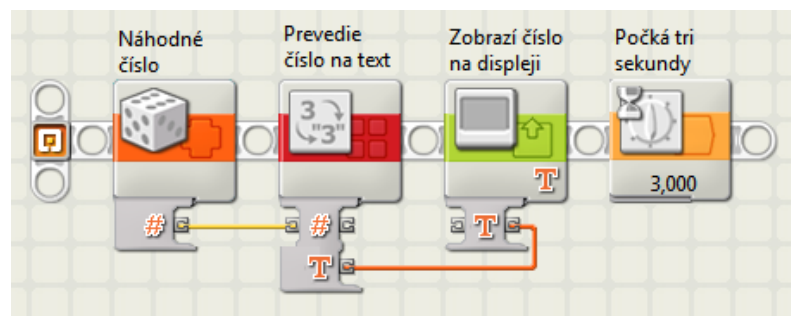 Náhodné
číslo
Prevedie
číslo na text
Zobrazí číslo
na displeji
Počká tri
sekundy
3
"3"
T
3,000
#
#
T
T